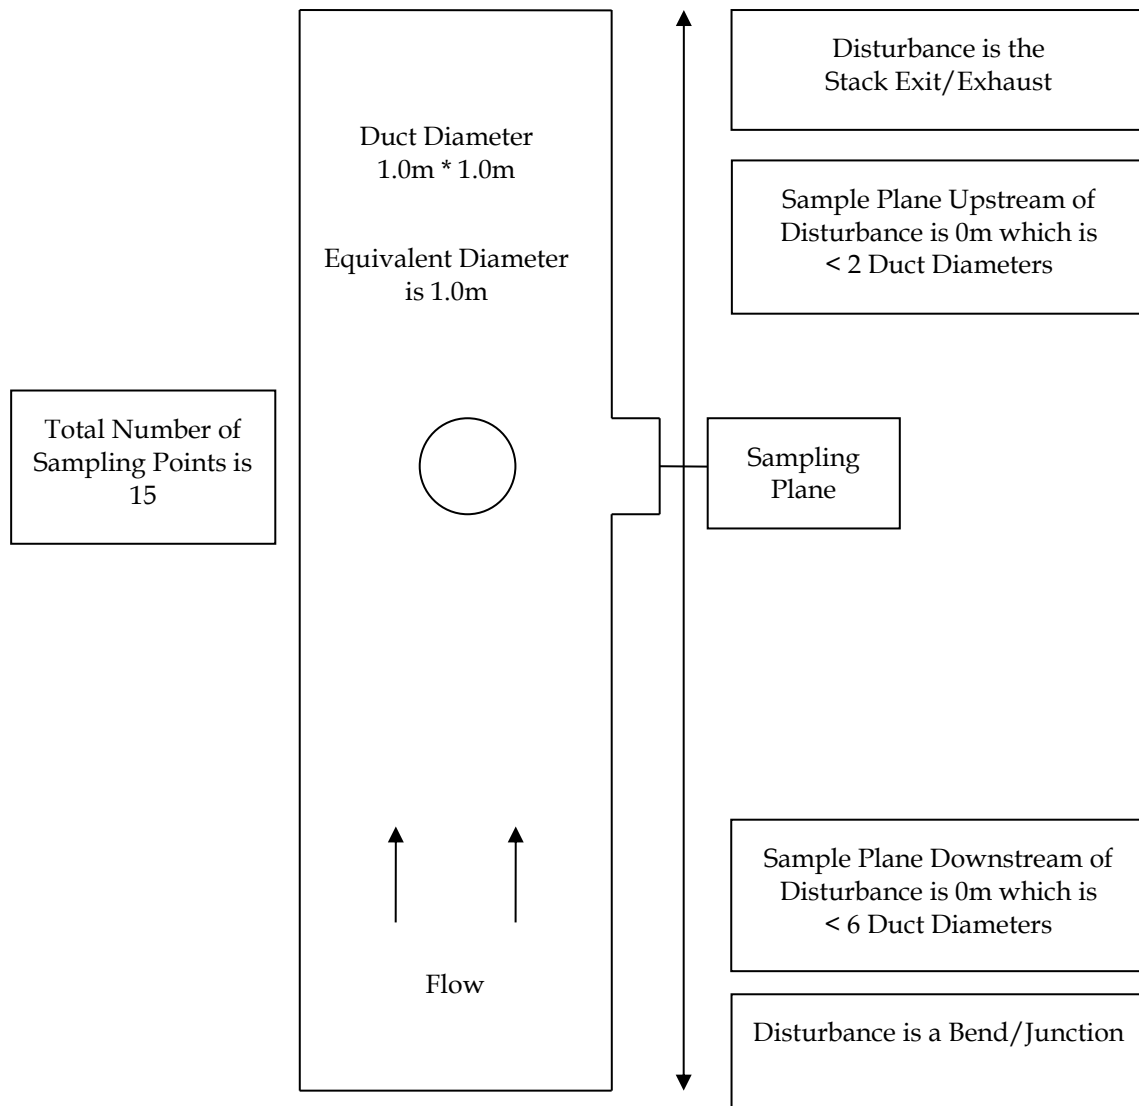 Disturbance is the
Stack Exit/Exhaust
Duct Diameter
1.0m * 1.0m
Sample Plane Upstream of
Disturbance is 0m which is
< 2 Duct Diameters
Equivalent Diameter
is 1.0m
Total Number of
Sampling Points is
15
Sampling
Plane
Sample Plane Downstream of
Disturbance is 0m which is
< 6 Duct Diameters
Flow
Disturbance is a Bend/Junction